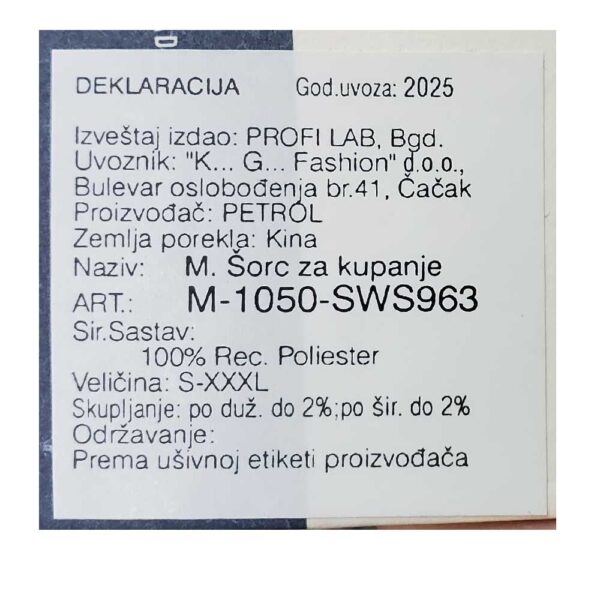 D
DEKLARACIJA God.uvoza: 2025
Izveštaj izdao: PROFI LAB, Bgd.
Uvoznik: "K... G... Fashion" d.o.o.,
Bulevar oslobođenja br.41, Čačak
Proizvođač: PETROL
Zemlja porekla: Kina
Naziv: M. Šorc za kupanje
ART.: M-1050-SWS963
Sir.Sastav:
100% Rec. Poliester
Veličina: S-XXXL
Skupljanje: po duž. do 2%;po šir. do 2%
Održavanje:
Prema ušivnoj etiketi proizvođača